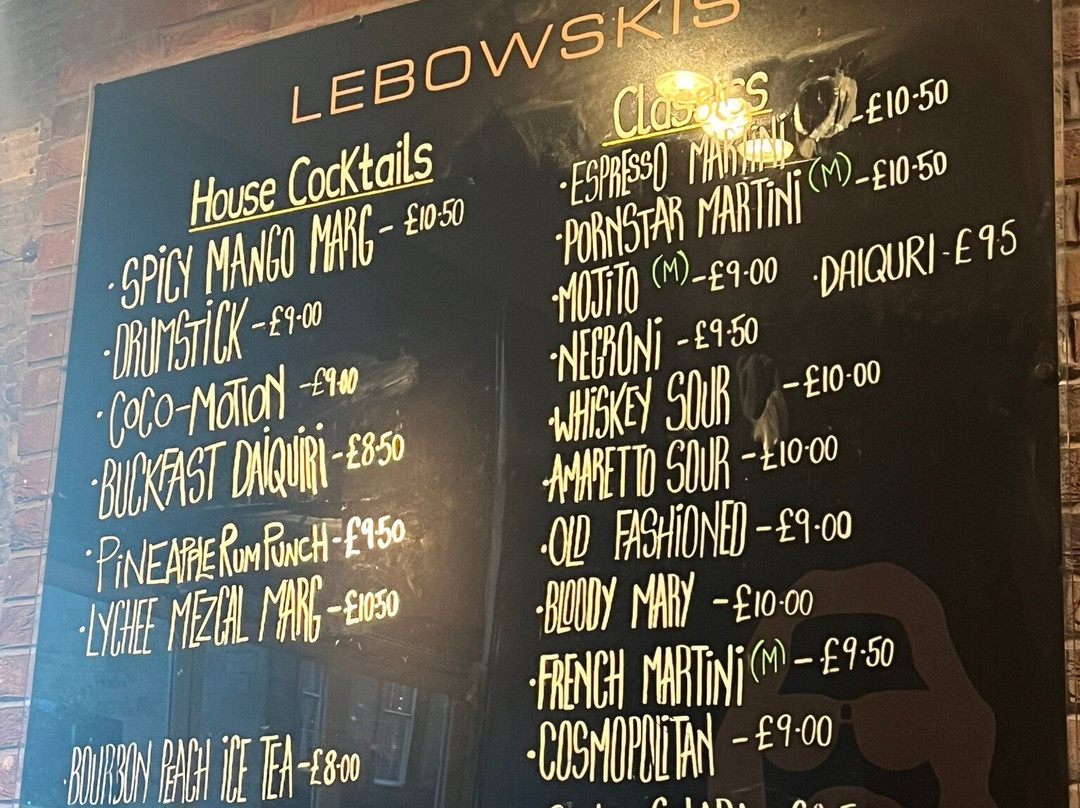 LEBOWSKIS
House Cocktails
· SPICY MANGO MARG - £10·50
· DRUMSTICK - £9·00
· COCO-MOTION - £9·00
· BUCKFAST DAIQUIRI - £8·50
· PINEAPPLE RUM PUNCH - £9·50
· LYCHEE MEZCAL MARG - £10·50
· BOURBON PEACH ICE TEA - £8·00
Classics
· ESPRESSO MARTINI - £10·50
· PORNSTAR MARTINI (M) - £10·50
· MOJITO (M) - £9·00 · DAIQURI - £9·5
· NEGRONI - £9·50
· WHISKEY SOUR - £10·00
· AMARETTO SOUR - £10·00
· OLD FASHIONED - £9·00
· BLOODY MARY - £10·00
· FRENCH MARTINI (M) - £9·50
· COSMOPOLITAN - £9·00